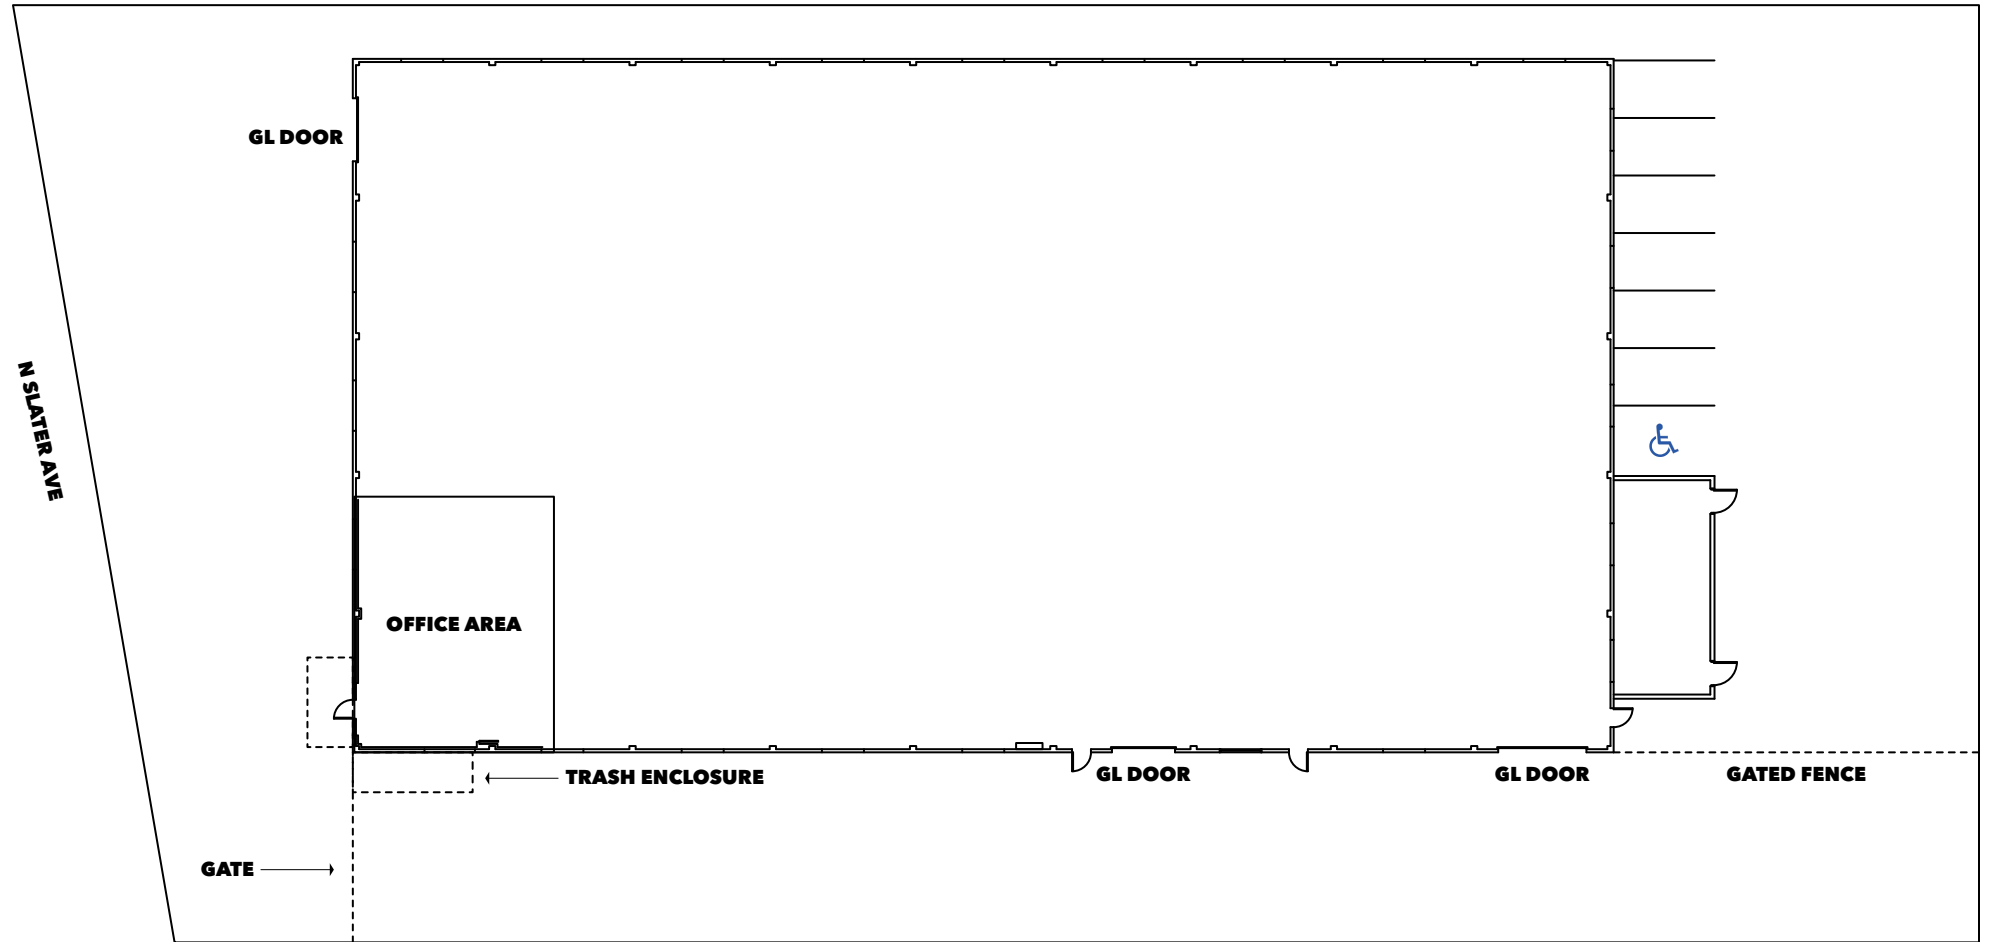 GL DOOR
N SLATER AVE
OFFICE AREA
TRASH ENCLOSURE
GL DOOR
GL DOOR
GATED FENCE
GATE